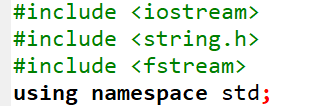 #include <iostream>
#include <string.h>
#include <fstream>
using namespace std;